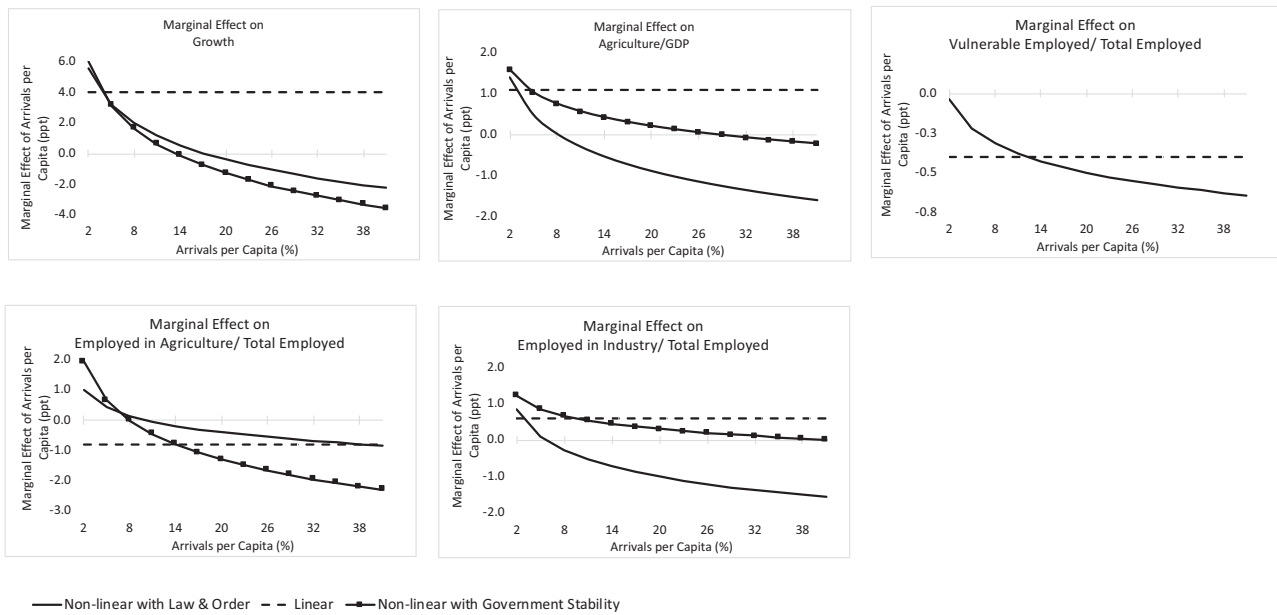 Marginal Effect on
Growth
Marginal Effect of Arrivals per
Capita (ppt)
6.0
4.0
2.0
0.0
-2.0
-4.0
2 8 14 20 26 32 38
Arrivals per Capita (%)
Marginal Effect on
Agriculture/GDP
Marginal Effect of Arrivals per
Capita (ppt)
2.0
1.0
0.0
-1.0
-2.0
2 8 14 20 26 32 38
Arrivals per Capita (%)
Marginal Effect on
Vulnerable Employed/ Total Employed
Marginal Effect of Arrivals per
Capita (ppt)
0.0
-0.3
-0.5
-0.8
2 8 14 20 26 32 38
Arrivals per Capita (%)
Marginal Effect on
Employed in Agriculture/ Total Employed
Marginal Effect of Arrivals per
Capita (ppt)
2.0
1.0
0.0
-1.0
-2.0
-3.0
2 8 14 20 26 32 38
Arrivals per Capita (%)
Marginal Effect on
Employed in Industry/ Total Employed
Marginal Effect of Arrivals per
Capita (ppt)
2.0
1.0
0.0
-1.0
-2.0
2 8 14 20 26 32 38
Arrivals per Capita (%)
Non-linear with Law & Order Linear Non-linear with Government Stability